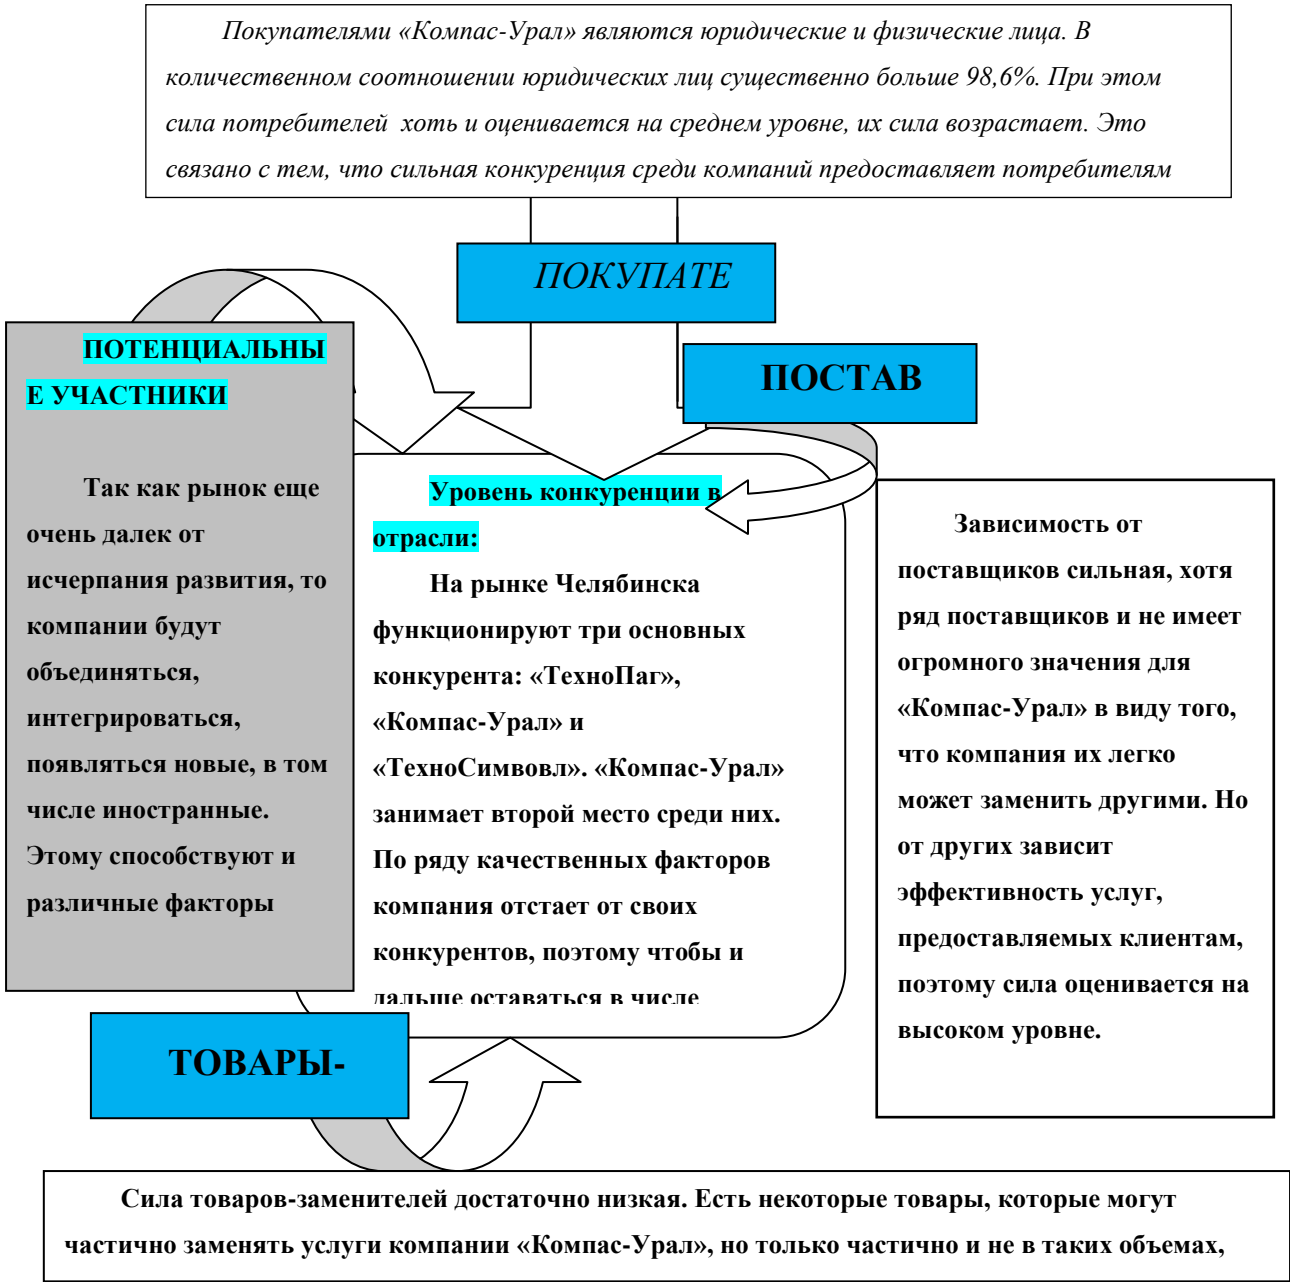 Покупателями «Компас-Урал» являются юридические и физические лица. В
количественном соотношении юридических лиц существенно больше 98,6%. При этом
сила потребителей хоть и оценивается на среднем уровне, их сила возрастает. Это
связано с тем, что сильная конкуренция среди компаний предоставляет потребителям
ПОКУПАТЕ
ПОСТАВ
ПОТЕНЦИАЛЬНЫ
Е УЧАСТНИКИ
Так как рынок еще
очень далек от
исчерпания развития, то
компании будут
объединяться,
интегрироваться,
появляться новые, в том
числе иностранные.
Этому способствуют и
различные факторы
Уровень конкуренции в
отрасли:
На рынке Челябинска
функционируют три основных
конкурента: «ТехноПаг»,
«Компас-Урал» и
«ТехноСимвовл». «Компас-Урал»
занимает второй место среди них.
По ряду качественных факторов
компания отстает от своих
конкурентов, поэтому чтобы и
дальше оставаться в числе
Зависимость от
поставщиков сильная, хотя
ряд поставщиков и не имеет
огромного значения для
«Компас-Урал» в виду того,
что компания их легко
может заменить другими. Но
от других зависит
эффективность услуг,
предоставляемых клиентам,
поэтому сила оценивается на
высоком уровне.
ТОВАРЫ-
Сила товаров-заменителей достаточно низкая. Есть некоторые товары, которые могут
частично заменять услуги компании «Компас-Урал», но только частично и не в таких объемах,